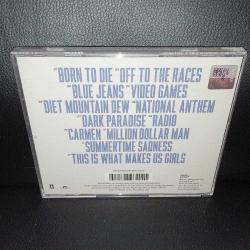 "BORN TO DIE "OFF TO THE RACES
"BLUE JEANS "VIDEO GAMES
"DIET MOUNTAIN DEW "NATIONAL ANTHEM
"DARK PARADISE "RADIO
"CARMEN "MILLION DOLLAR MAN
"SUMMERTIME SADNESS
"THIS IS WHAT MAKES US GIRLS